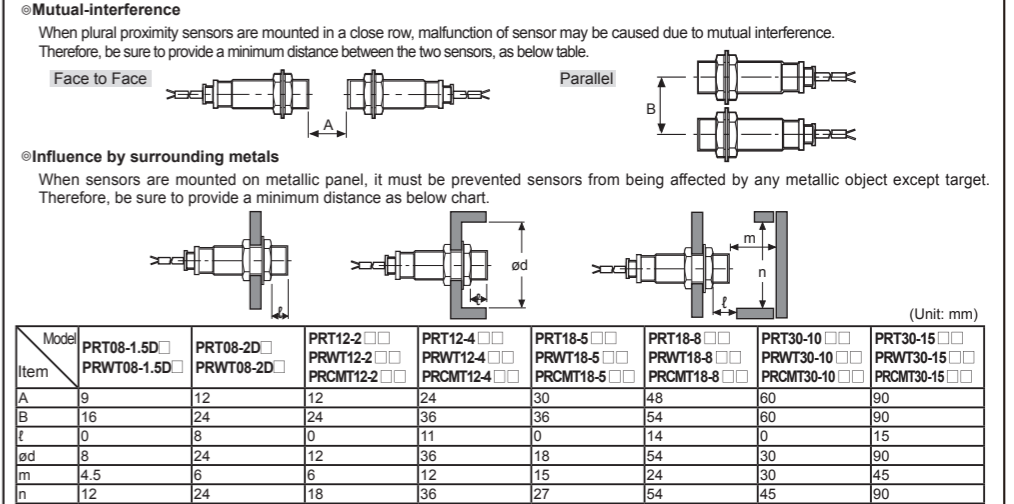 ◎Mutual-interference
When plural proximity sensors are mounted in a close row, malfunction of sensor may be caused due to mutual interference.
Therefore, be sure to provide a minimum distance between the two sensors, as below table.
Face to Face
Parallel
A
B
◎Influence by surrounding metals
When sensors are mounted on metallic panel, it must be prevented sensors from being affected by any metallic object except target.
Therefore, be sure to provide a minimum distance as below chart.
ℓ
ℓ
ød
ℓ
m
n
(Unit: mm)
Model
Item
PRT08-1.5D□
PRWT08-1.5D□
PRT08-2D□
PRWT08-2D□
PRT12-2□□
PRWT12-2□□
PRCMT12-2□□
PRT12-4□□
PRWT12-4□□
PRCMT12-4□□
PRT18-5□□
PRWT18-5□□
PRCMT18-5□□
PRT18-8□□
PRWT18-8□□
PRCMT18-8□□
PRT30-10□□
PRWT30-10□□
PRCMT30-10□□
PRT30-15□□
PRWT30-15□□
PRCMT30-15□□
A 9 12 12 24 30 48 60 90
B 16 24 24 36 36 54 60 90
ℓ 0 8 0 11 0 14 0 15
ød 8 24 12 36 18 54 30 90
m 4.5 6 6 12 15 24 30 45
n 12 24 18 36 27 54 45 90